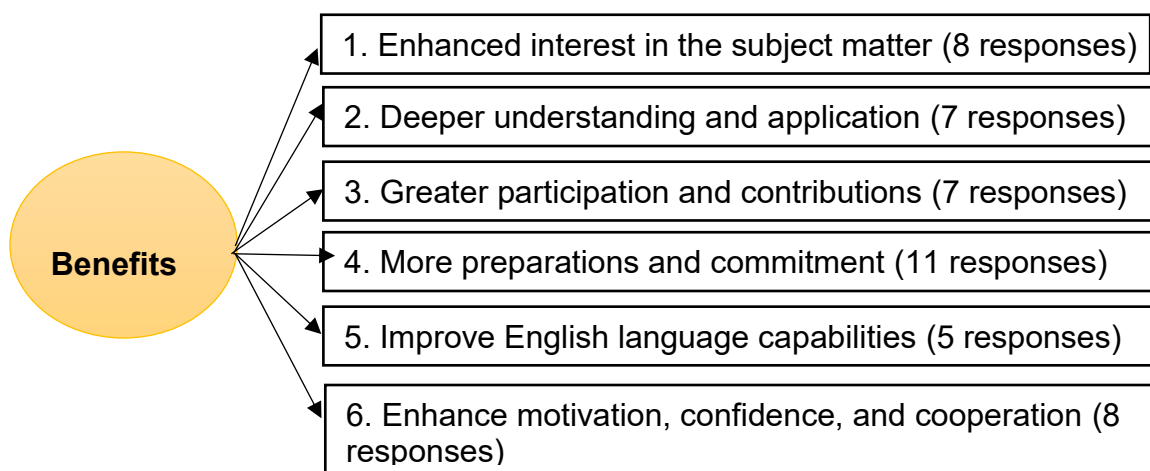 1. Enhanced interest in the subject matter (8 responses)
2. Deeper understanding and application (7 responses)
3. Greater participation and contributions (7 responses)
Benefits
4. More preparations and commitment (11 responses)
5. Improve English language capabilities (5 responses)
6. Enhance motivation, confidence, and cooperation (8
responses)